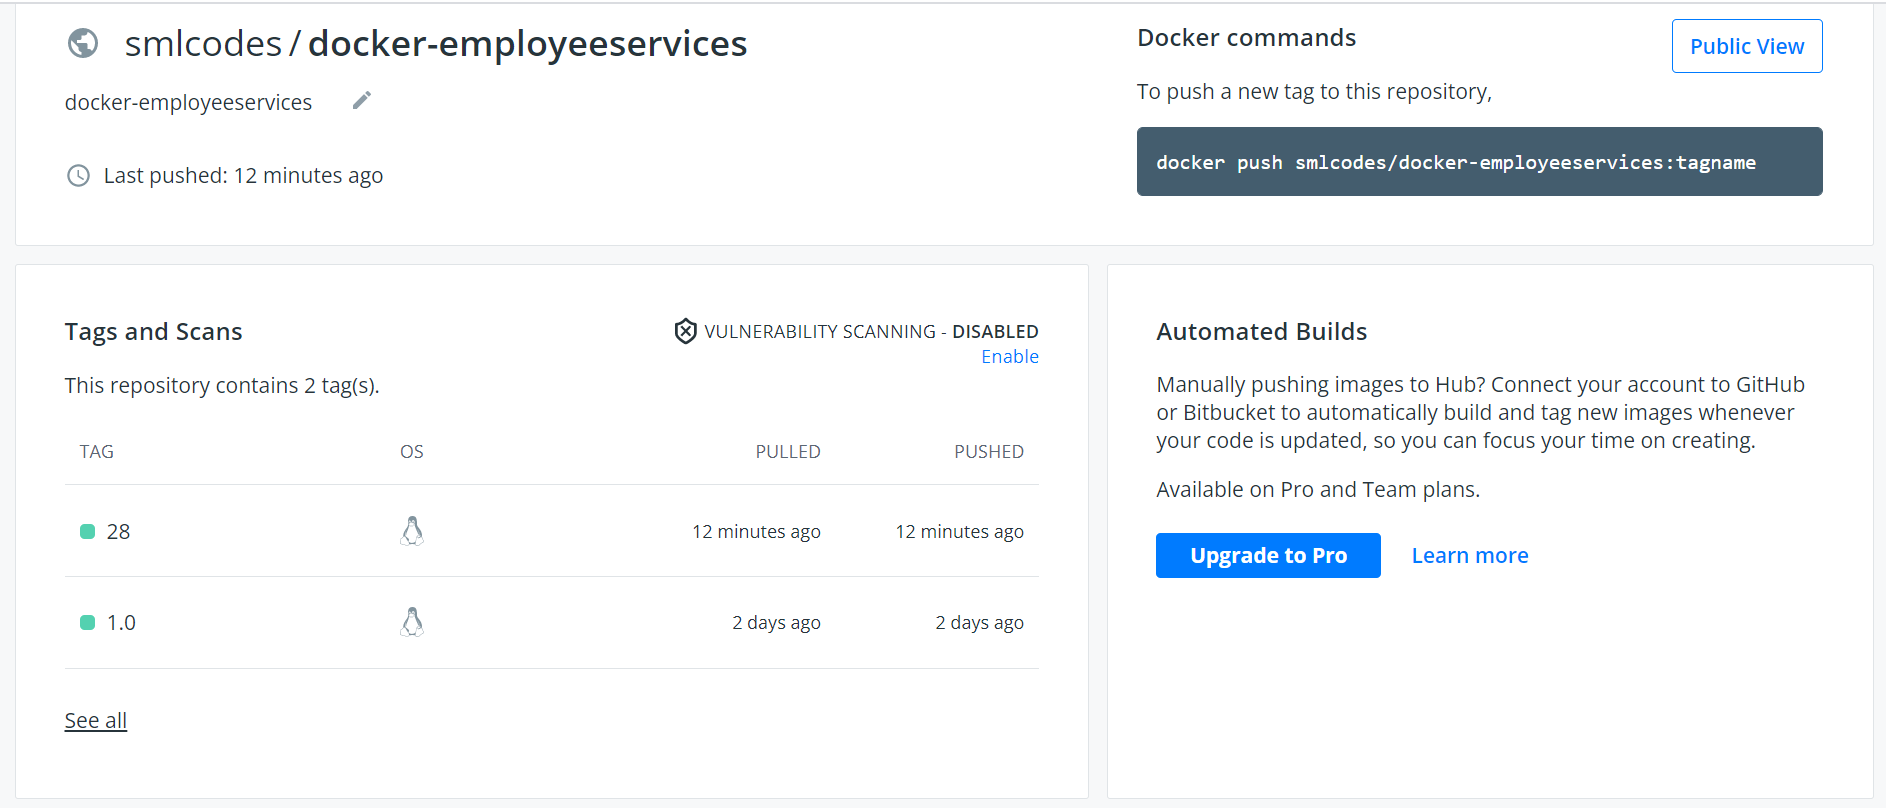 smlcodes / docker-employeeservices
docker-employeeservices
Last pushed: 12 minutes ago
Docker commands
Public View
To push a new tag to this repository,
docker push smlcodes/docker-employeeservices:tagname
Tags and Scans
VULNERABILITY SCANNING - DISABLED
Enable
This repository contains 2 tag(s).
TAG OS PULLED PUSHED
28 12 minutes ago 12 minutes ago
1.0 2 days ago 2 days ago
See all
Automated Builds
Manually pushing images to Hub? Connect your account to GitHub
or Bitbucket to automatically build and tag new images whenever
your code is updated, so you can focus your time on creating.
Available on Pro and Team plans.
Upgrade to Pro Learn more